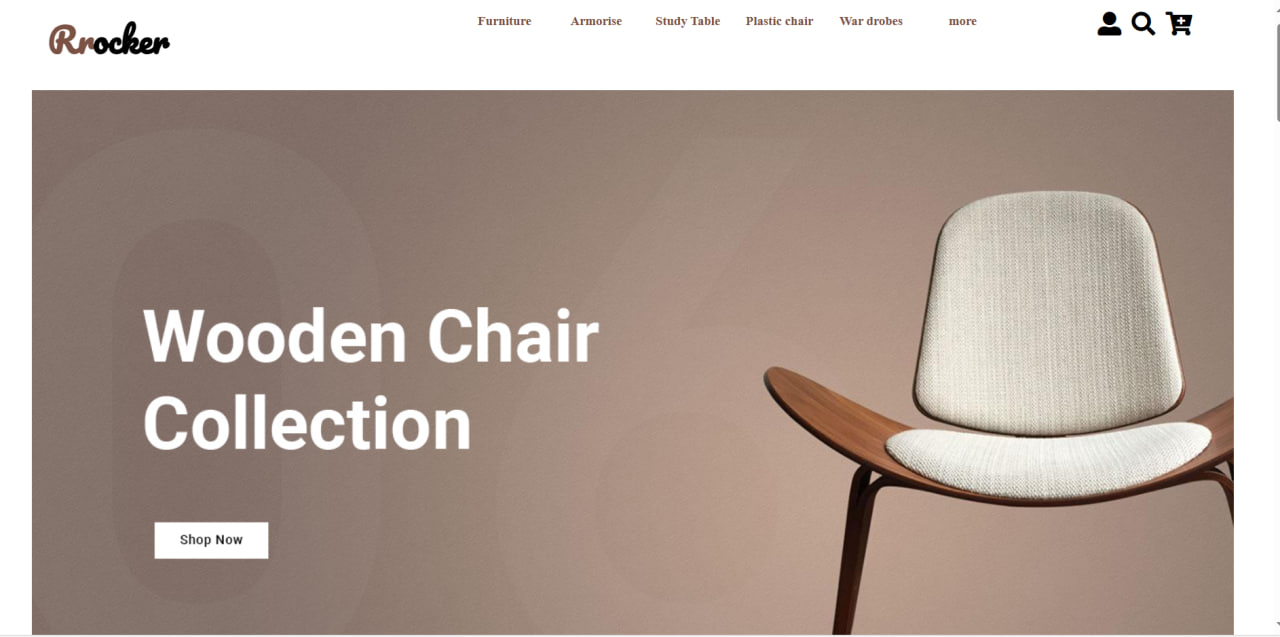 Rrocker
Furniture Armorise Study Table Plastic chair War drobes more
Wooden Chair
Collection
Shop Now